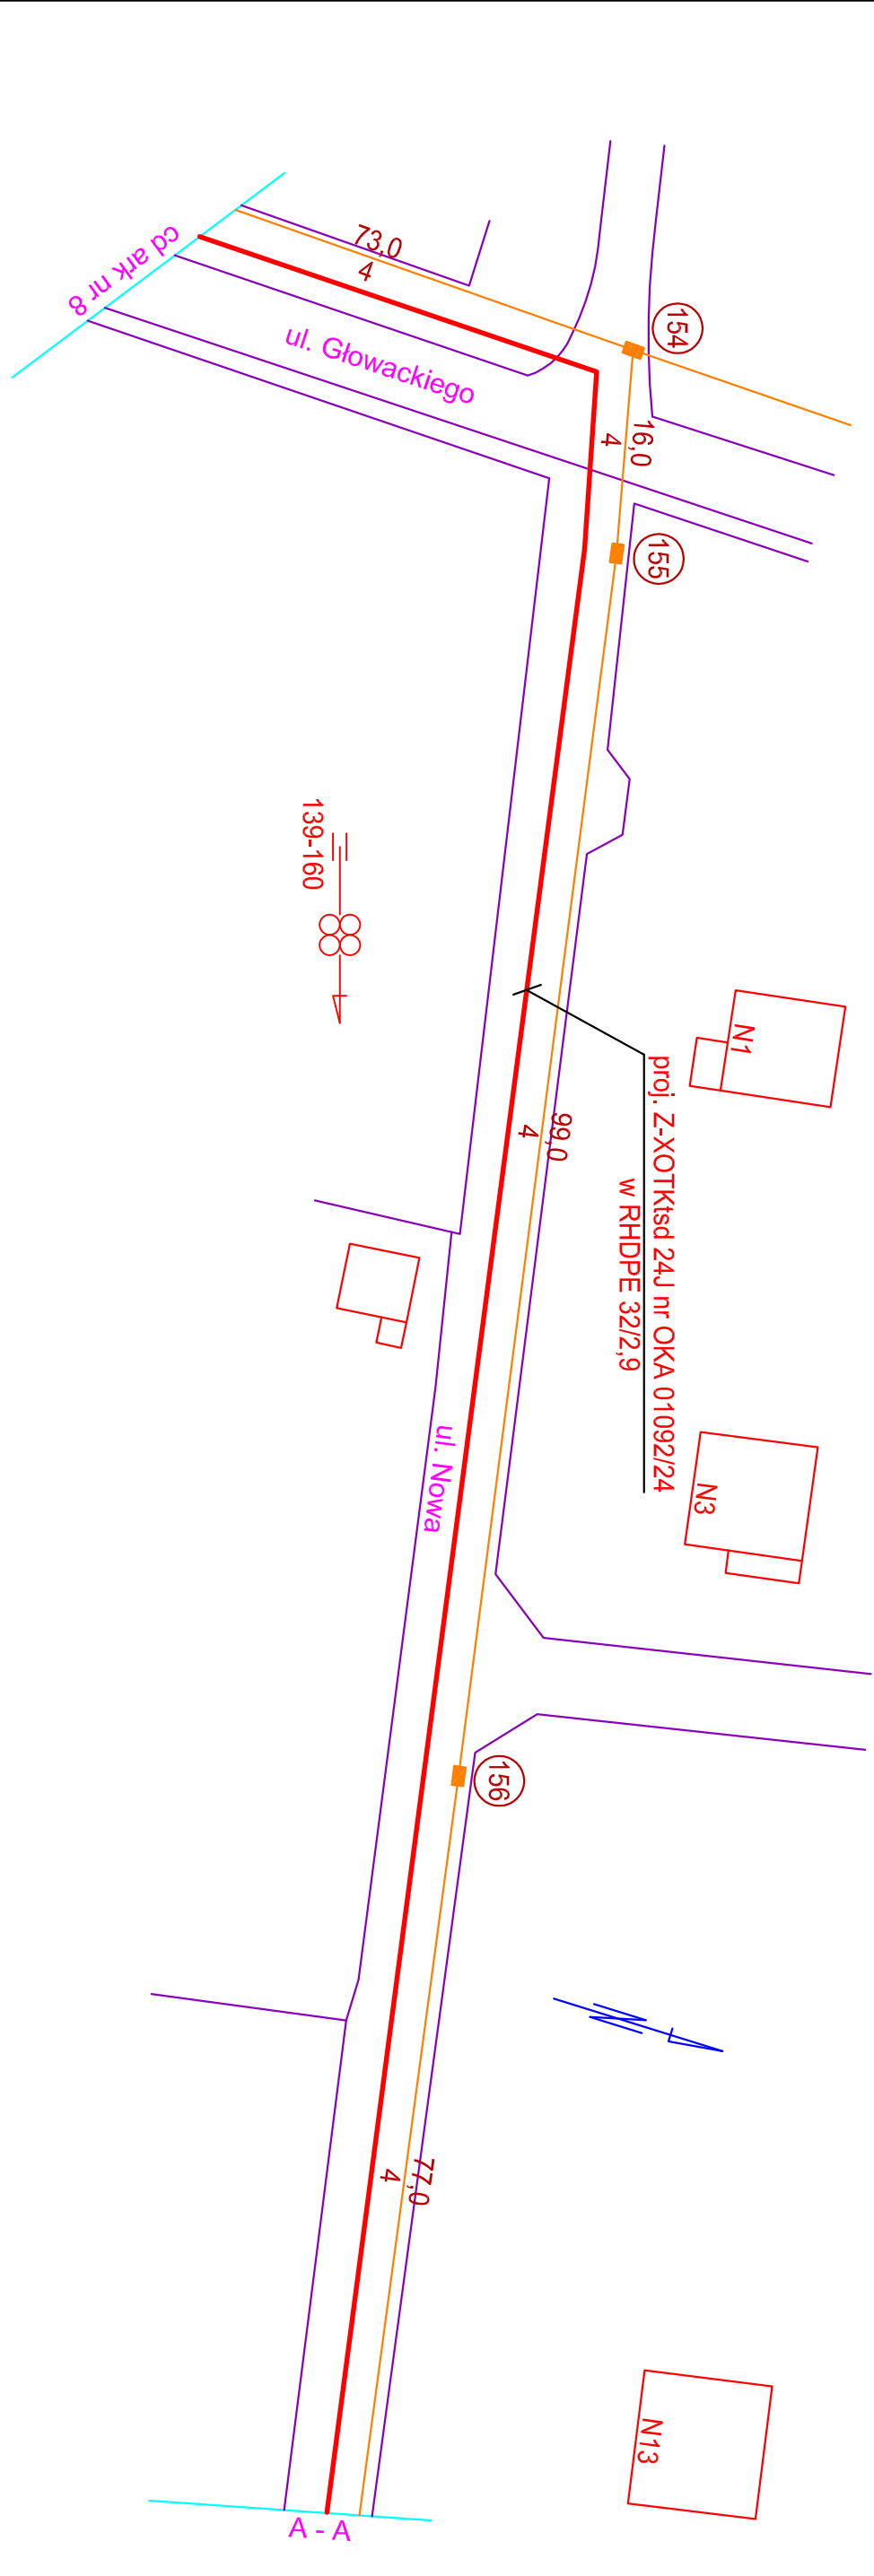 cd ark nr 8
73,0
4
ul. Głowackiego
154
16,0
4
155
139-160
N1
proj. Z-XOTKtsd 24J nr OKA 01092/24
w RHDPE 32/2,9
99,0
4
ul. Nowa
N3
156
77,0
4
N13
A - A